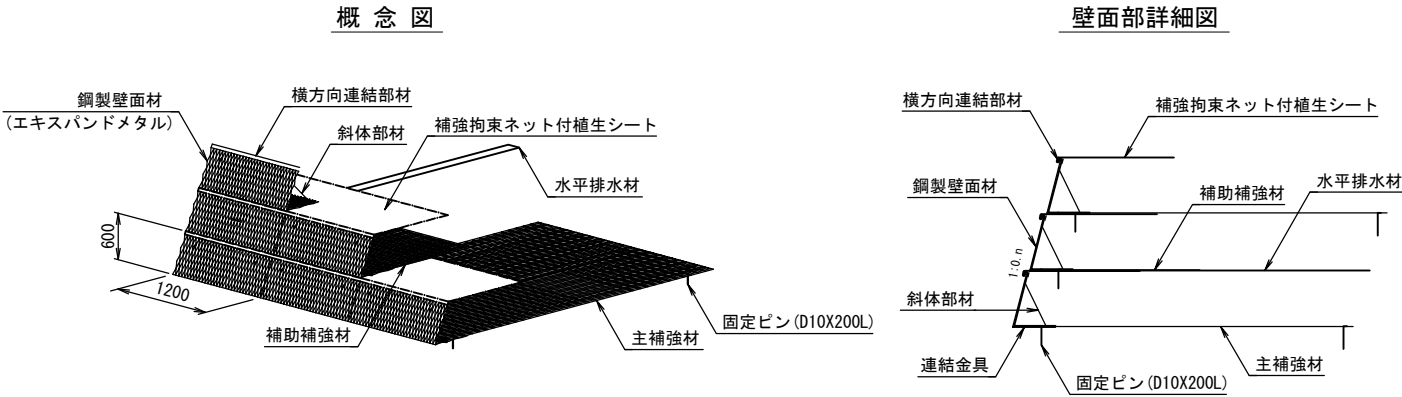 概念図
鋼製壁面材
(エキスパンドメタル)
横方向連結部材
斜体部材
補強拘束ネット付植生シート
水平排水材
600
1200
補助補強材
主補強材
固定ピン(D10X200L)
壁面部詳細図
横方向連結部材
補強拘束ネット付植生シート
鋼製壁面材
補助補強材
水平排水材
1:0.n
斜体部材
連結金具
固定ピン(D10X200L)
主補強材